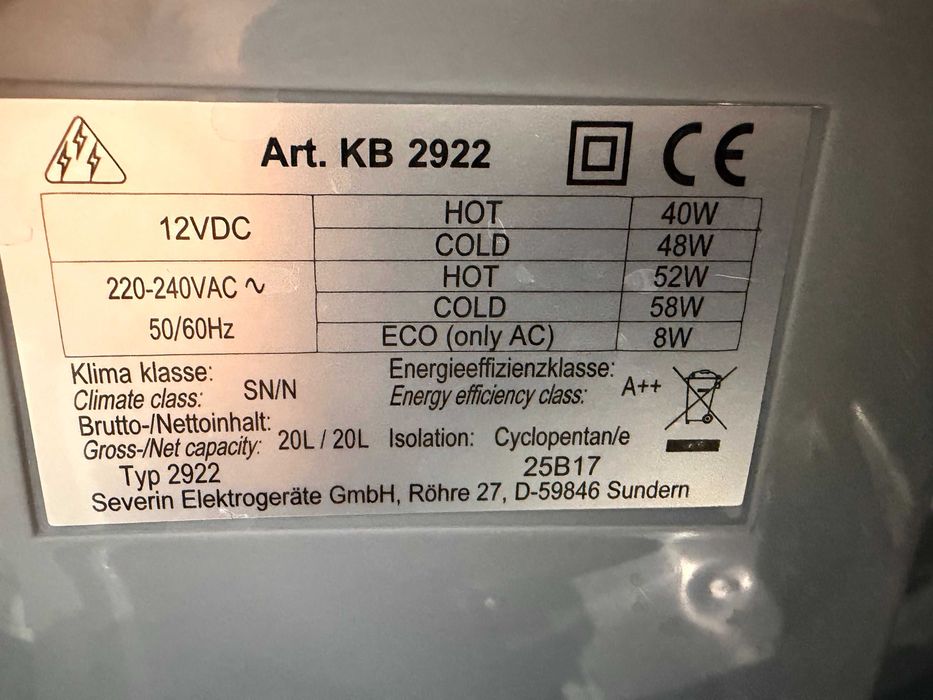 Art. KB 2922 CE
12VDC HOT 40W
COLD 48W
220-240VAC ~ HOT 52W
COLD 58W
50/60Hz ECO (only AC) 8W
Klima klasse: SN/N Energieeffizienzklasse: A++
Climate class: Energy efficiency class:
Brutto-/Nettoinhalt: 20L / 20L Isolation: Cyclopentan/e
Gross-/Net capacity:
Typ 2922 25B17
Severin Elektrogeräte GmbH, Röhre 27, D-59846 Sundern